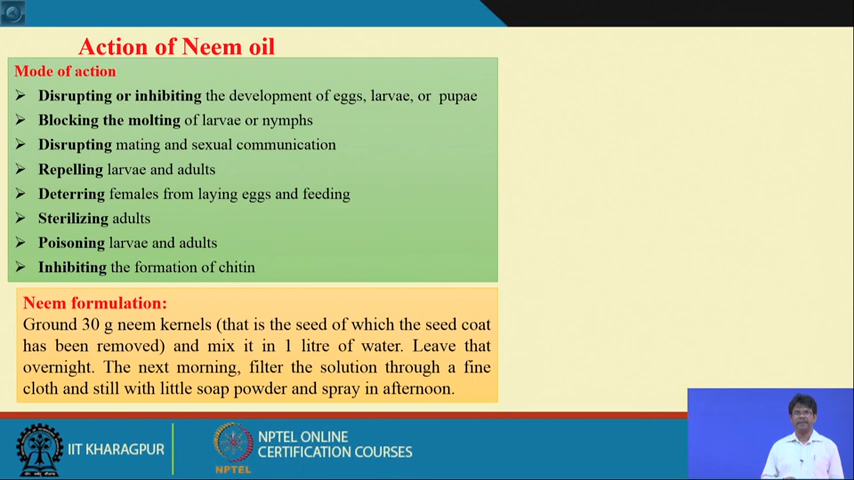 Action of Neem oil
Mode of action
➢ Disrupting or inhibiting the development of eggs, larvae, or pupae
➢ Blocking the molting of larvae or nymphs
➢ Disrupting mating and sexual communication
➢ Repelling larvae and adults
➢ Deterring females from laying eggs and feeding
➢ Sterilizing adults
➢ Poisoning larvae and adults
➢ Inhibiting the formation of chitin
Neem formulation:
Ground 30 g neem kernels (that is the seed of which the seed coat
has been removed) and mix it in 1 litre of water. Leave that
overnight. The next morning, filter the solution through a fine
cloth and still with little soap powder and spray in afternoon.
IIT KHARAGPUR
NPTEL
NPTEL ONLINE
CERTIFICATION COURSES